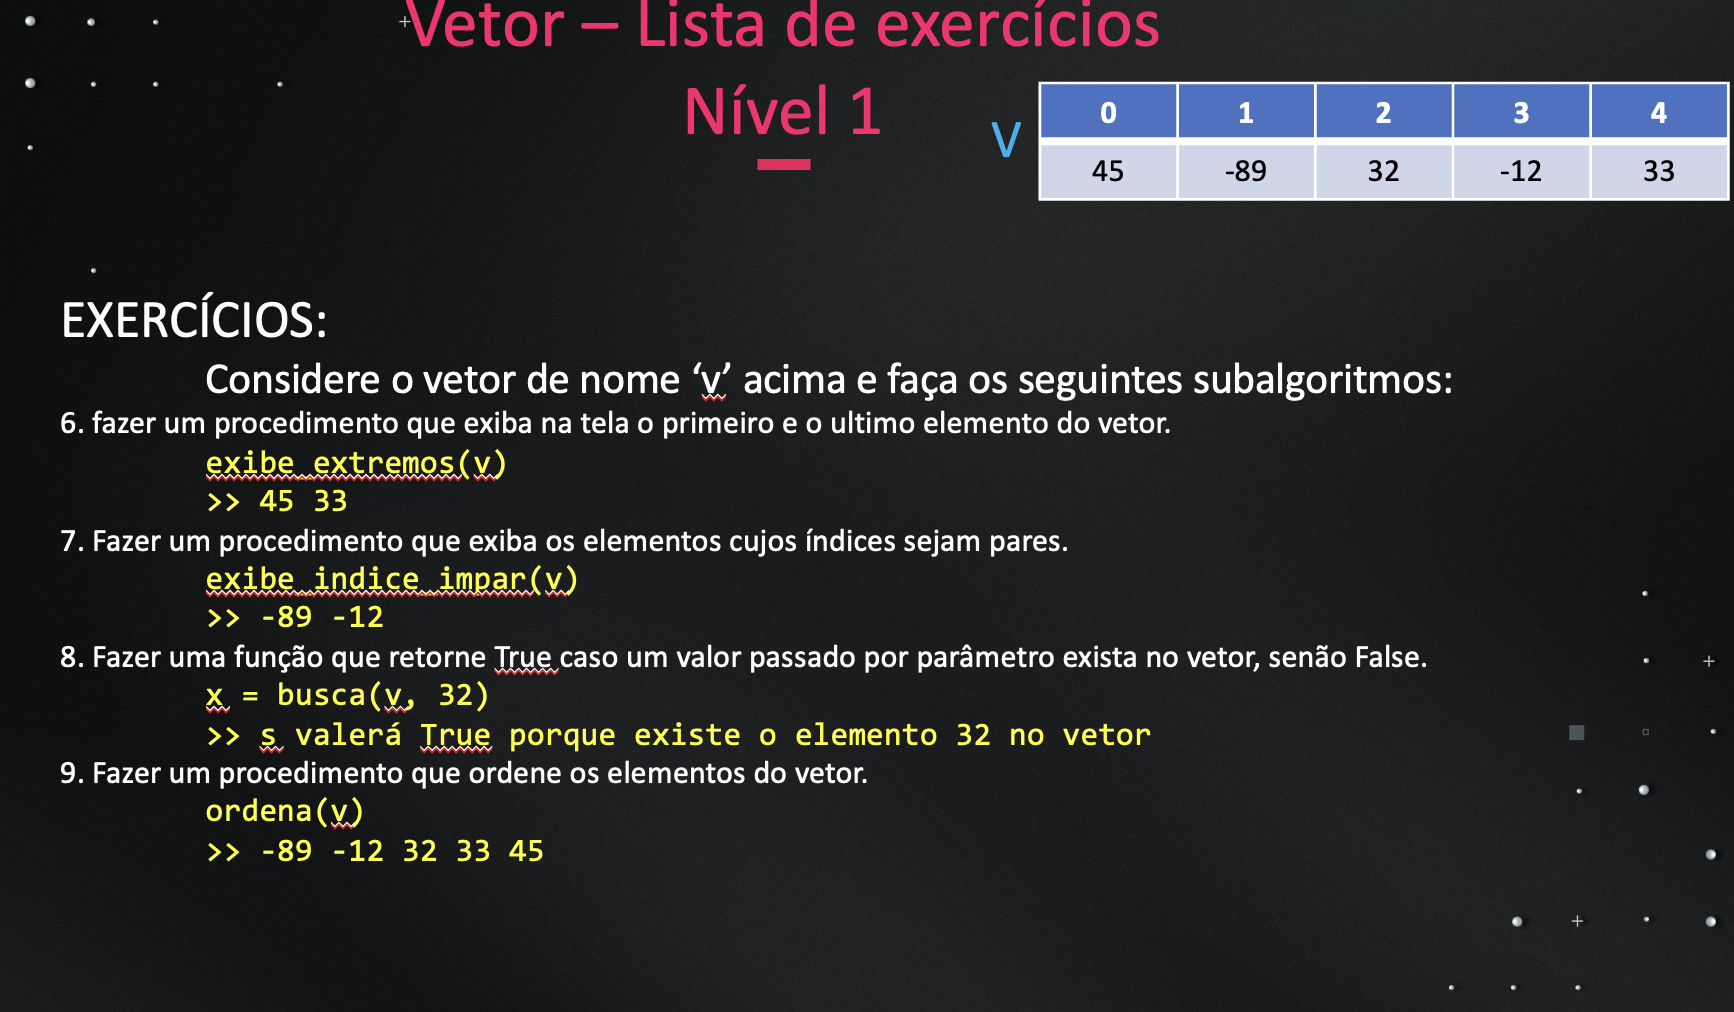 Vetor – Lista de exercícios
Nível 1
V
0 1 2 3 4
45 -89 32 -12 33
EXERCÍCIOS:
Considere o vetor de nome ‘v’ acima e faça os seguintes subalgoritmos:
6. fazer um procedimento que exiba na tela o primeiro e o ultimo elemento do vetor.
exibe_extremos(v)
>> 45 33
7. Fazer um procedimento que exiba os elementos cujos índices sejam pares.
exibe_indice_impar(v)
>> -89 -12
8. Fazer uma função que retorne True caso um valor passado por parâmetro exista no vetor, senão False.
x = busca(v, 32)
>> s valerá True porque existe o elemento 32 no vetor
9. Fazer um procedimento que ordene os elementos do vetor.
ordena(v)
>> -89 -12 32 33 45